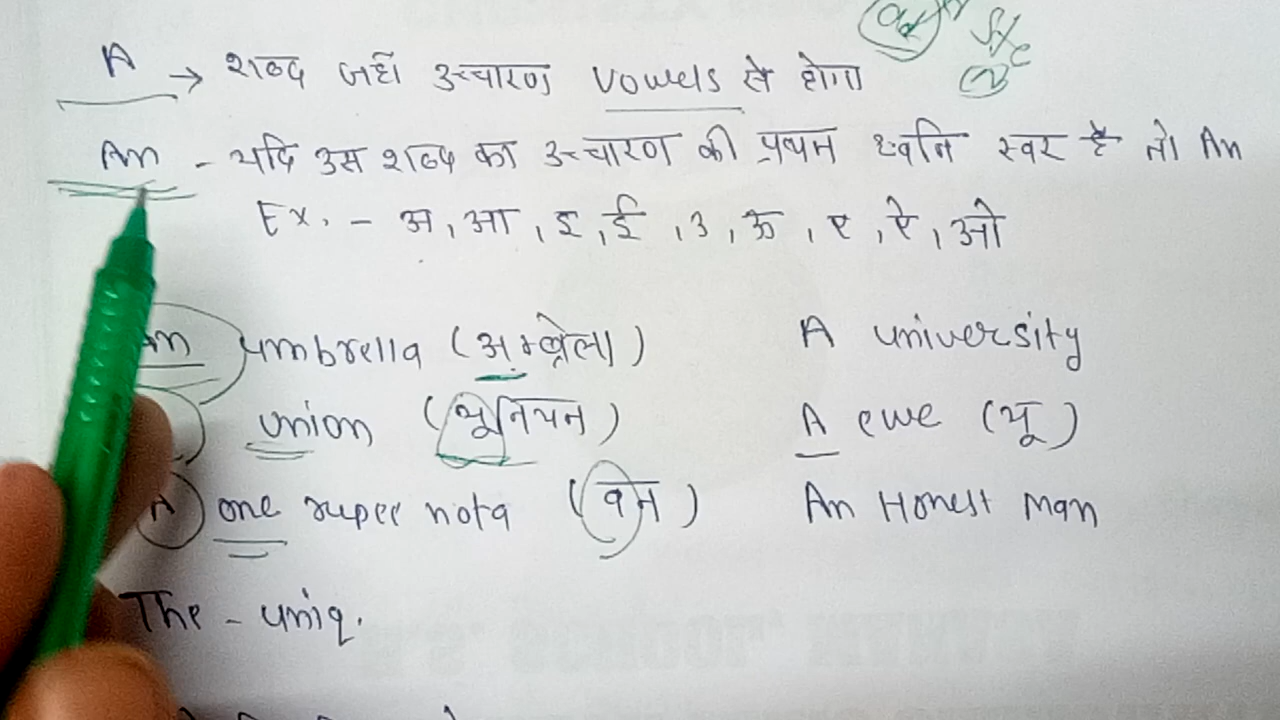 A → शब्द जहाँ उच्चारण vowels से होगा
An - यदि उस शब्द का उच्चारण की प्रथम ध्वनि स्वर है तो An
Ex. - अ, आ, इ, ई, उ, ऊ, ए, ऐ, ओ
An umbrella (अम्ब्रेला) A university
union (यूनियन) A ewe (यू)
A one rupee nota (वन) An Honest Man
The - uniq.